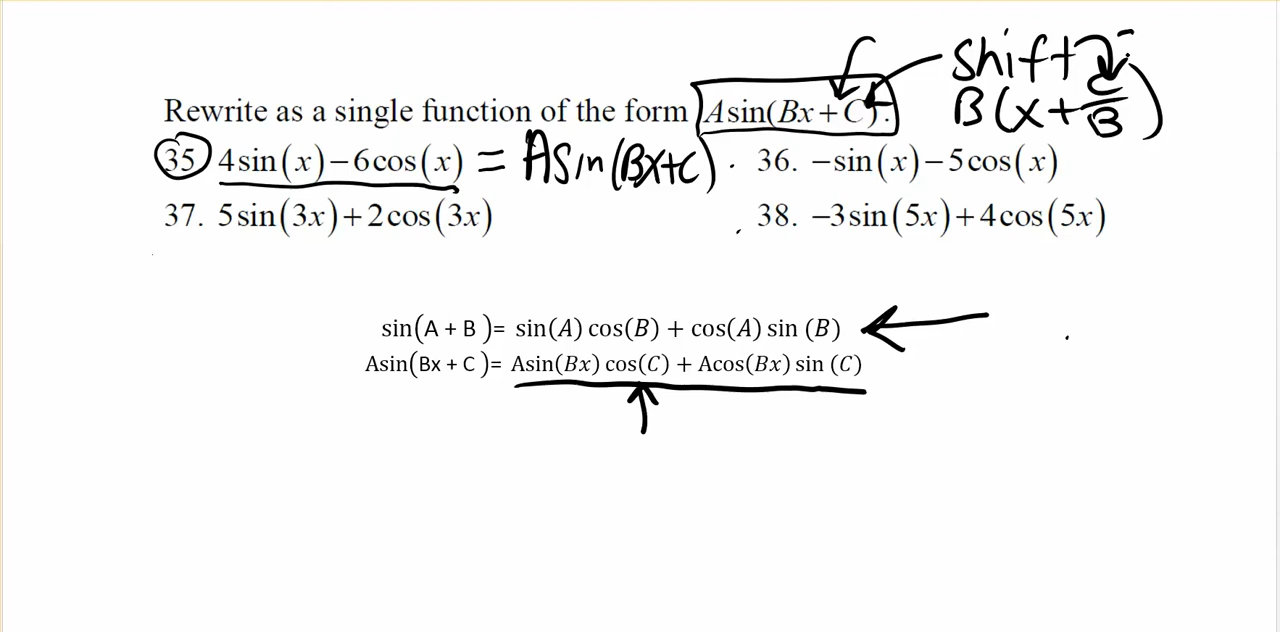 shift?
Rewrite as a single function of the form Asin(Bx+C). B(x+C/B)
35. 4sin(x)−6cos(x) = Asin(Bx+C) 36. −sin(x)−5cos(x)
37. 5sin(3x)+2cos(3x) 38. −3sin(5x)+4cos(5x)
sin(A + B)= sin(A) cos(B) + cos(A) sin (B)
Asin(Bx + C)= Asin(Bx) cos(C) + Acos(Bx) sin (C)